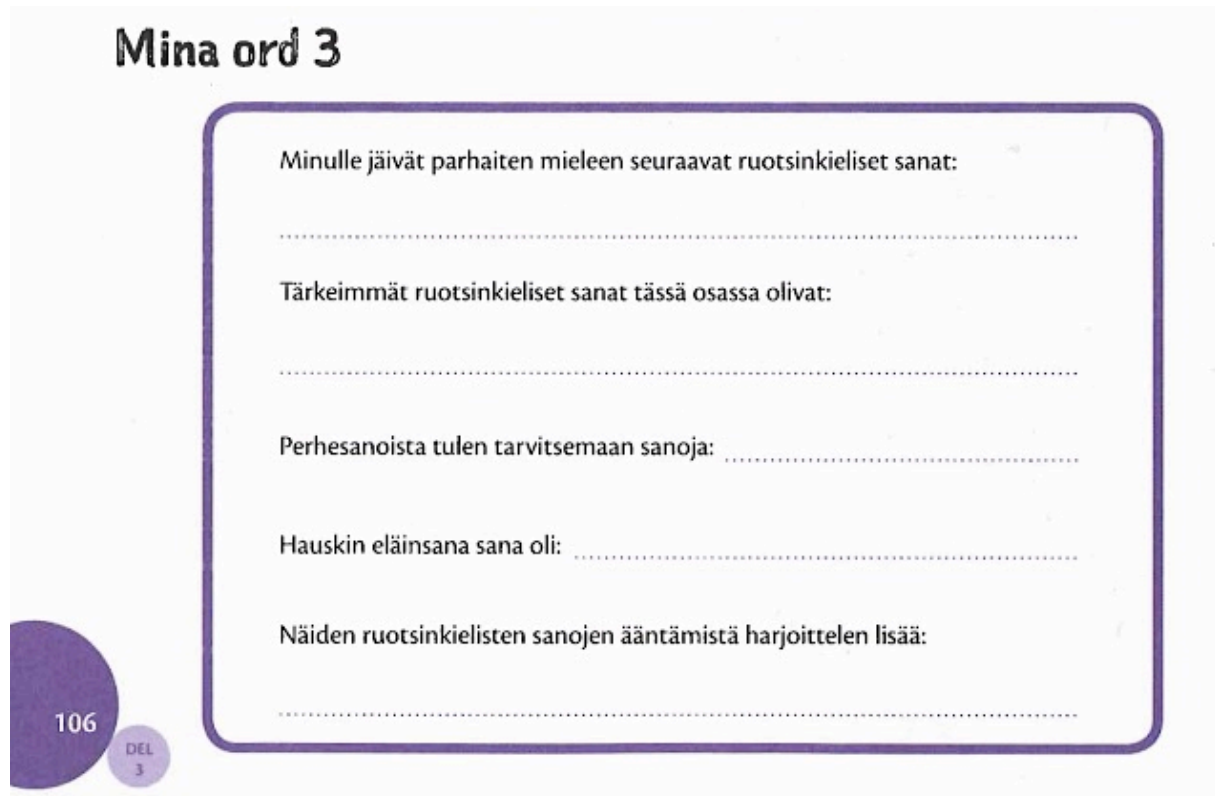 Mina ord 3
Minulle jäivät parhaiten mieleen seuraavat ruotsinkieliset sanat:
Tärkeimmät ruotsinkieliset sanat tässä osassa olivat:
Perhesanoista tulen tarvitsemaan sanoja:
Hauskin eläinsana sana oli:
Näiden ruotsinkielisten sanojen ääntämistä harjoittelen lisää:
106
DEL
3